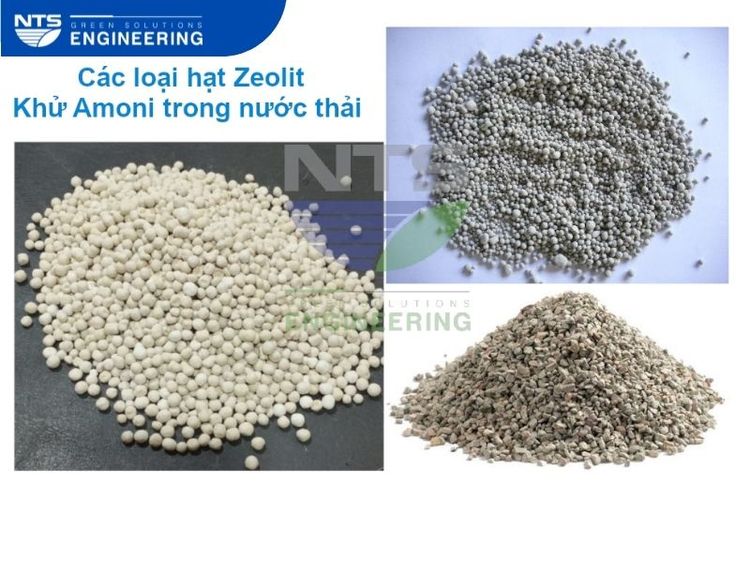 NTS
GREEN SOLUTIONS
ENGINEERING
Các loại hạt Zeolit
Khử Amoni trong nước thải
NTS
GREEN SOLUTIONS
ENGINEERING